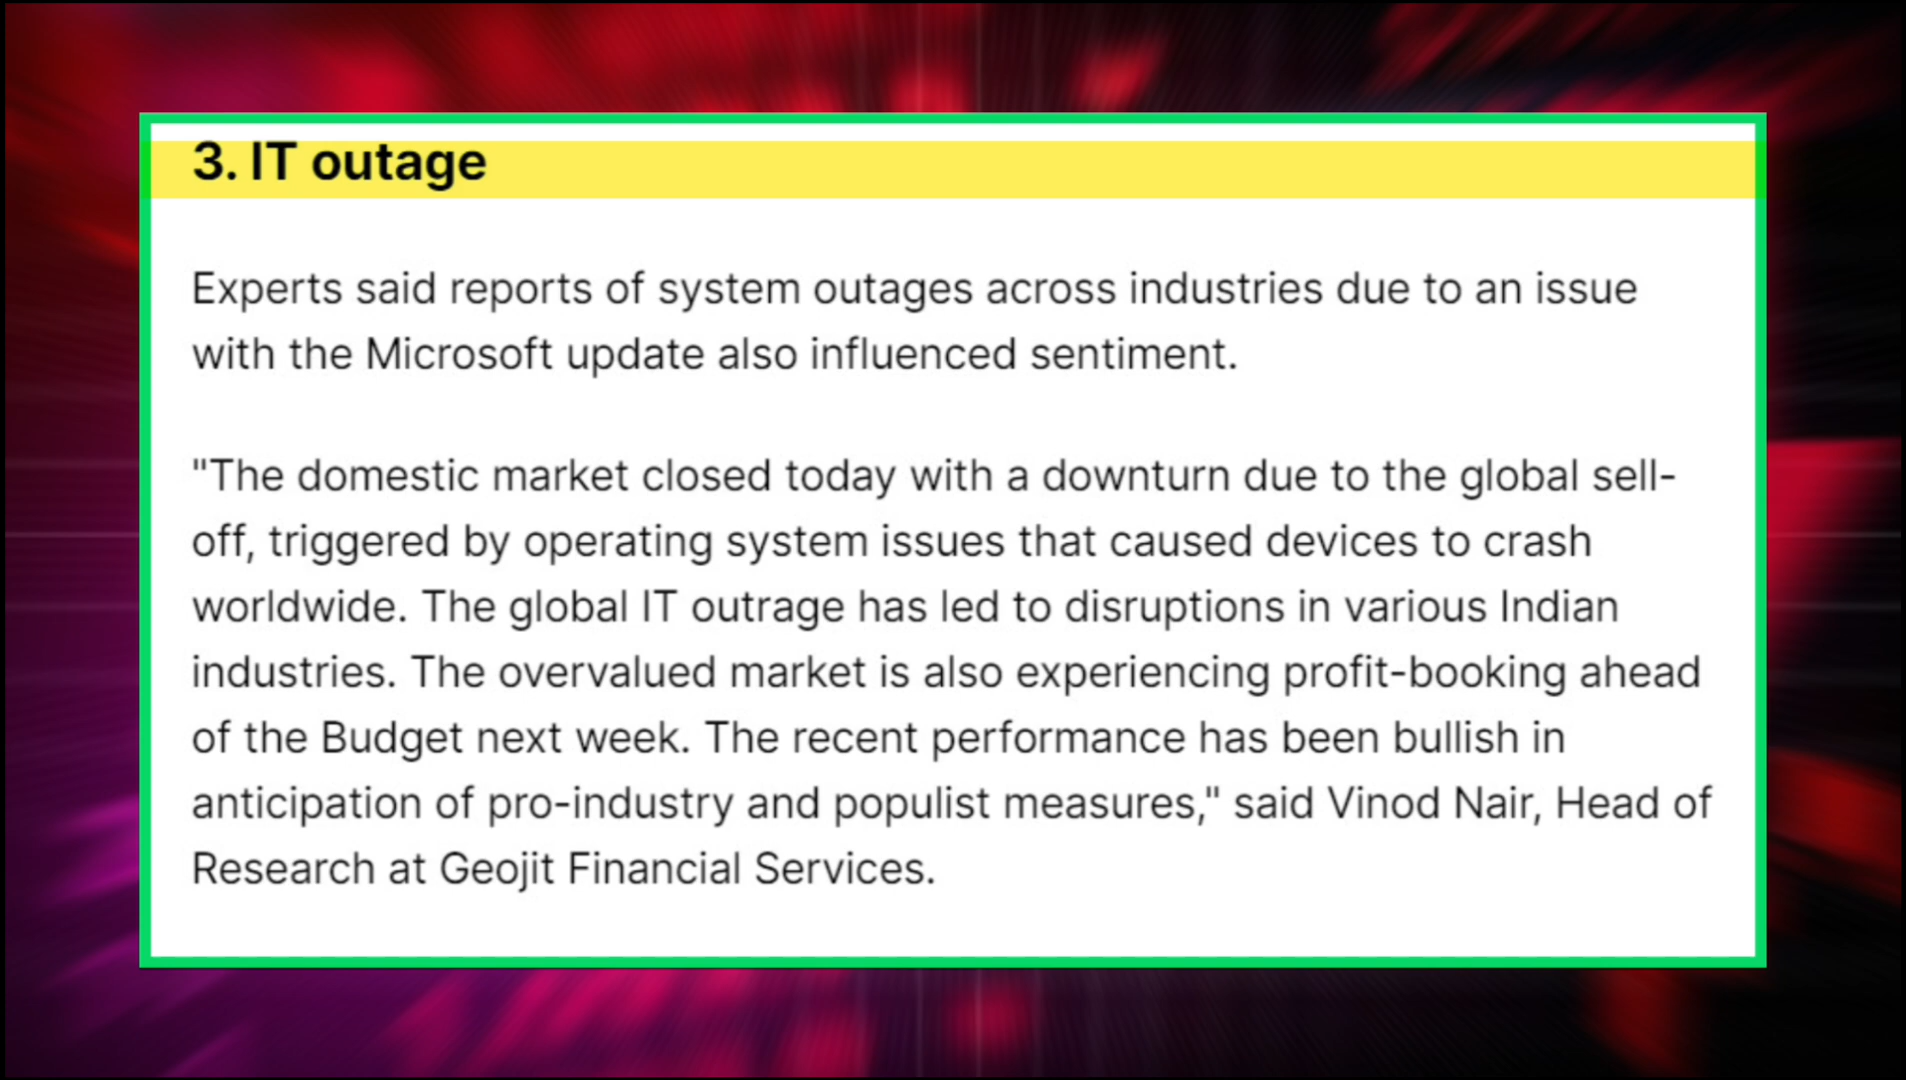 3. IT outage
Experts said reports of system outages across industries due to an issue
with the Microsoft update also influenced sentiment.
"The domestic market closed today with a downturn due to the global sell-
off, triggered by operating system issues that caused devices to crash
worldwide. The global IT outrage has led to disruptions in various Indian
industries. The overvalued market is also experiencing profit-booking ahead
of the Budget next week. The recent performance has been bullish in
anticipation of pro-industry and populist measures," said Vinod Nair, Head of
Research at Geojit Financial Services.